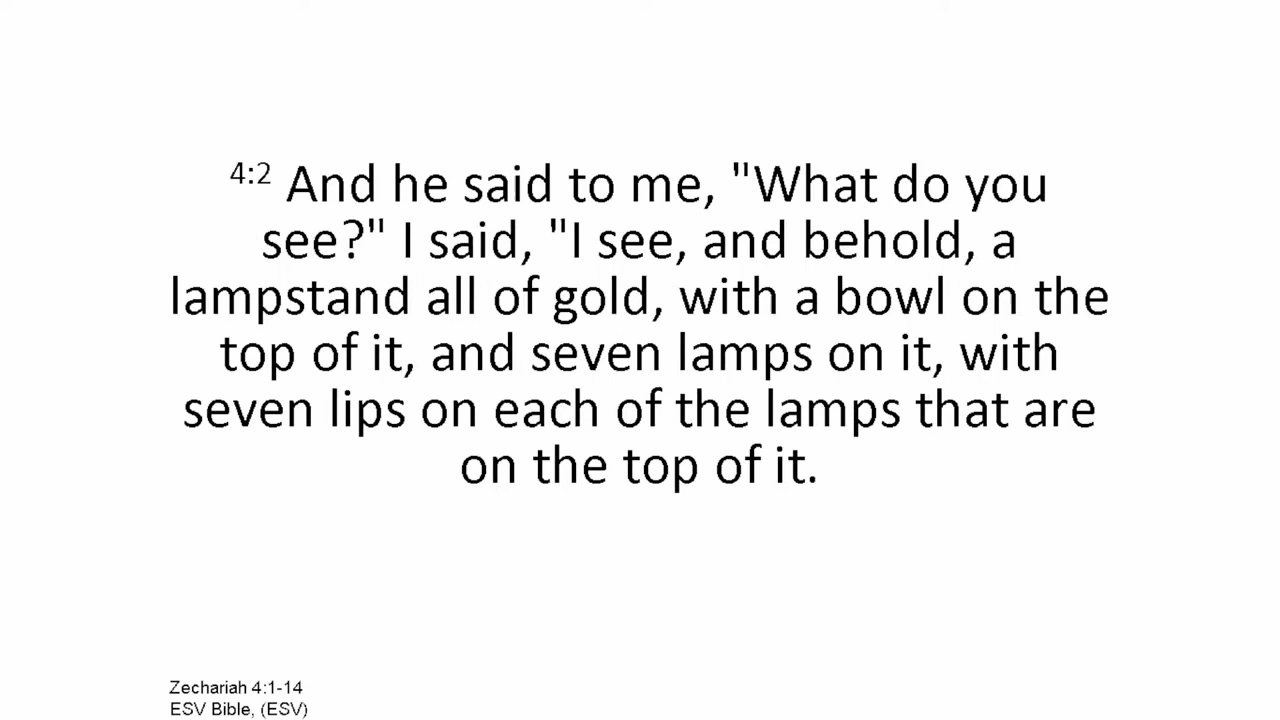 4:2 And he said to me, "What do you
see?" I said, "I see, and behold, a
lampstand all of gold, with a bowl on the
top of it, and seven lamps on it, with
seven lips on each of the lamps that are
on the top of it.
Zechariah 4:1-14
ESV Bible, (ESV)